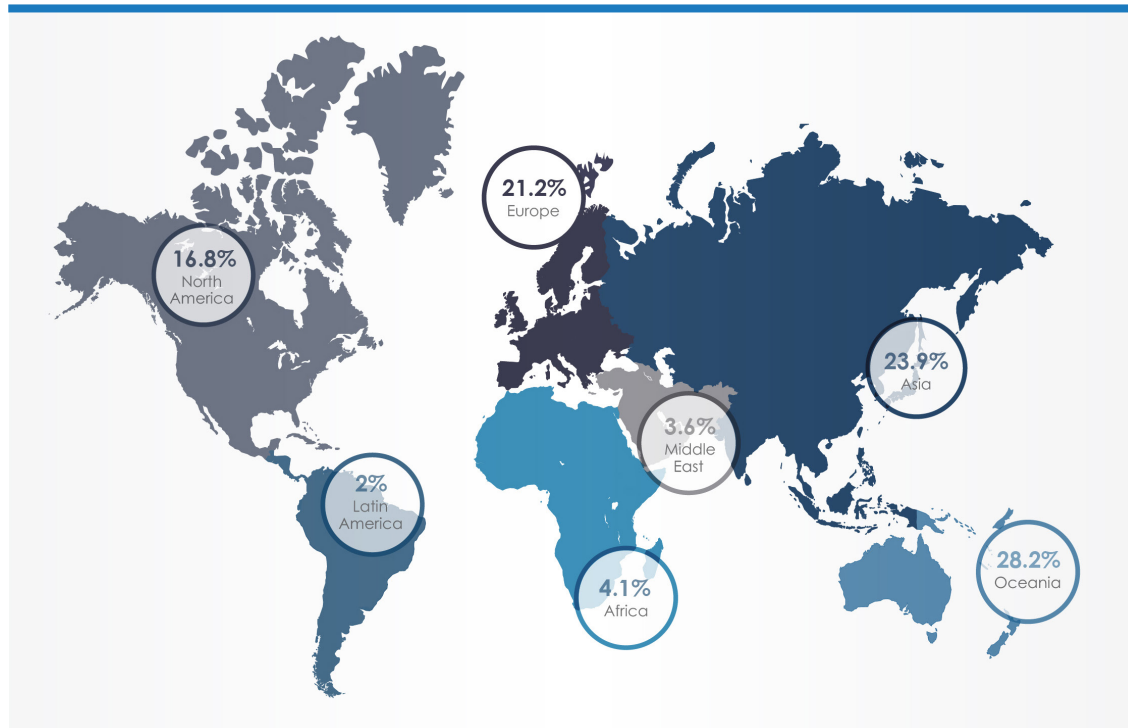 21.2%
Europe
16.8%
North
America
23.9%
Asia
3.6%
Middle
East
2%
Latin
America
28.2%
Oceania
4.1%
Africa